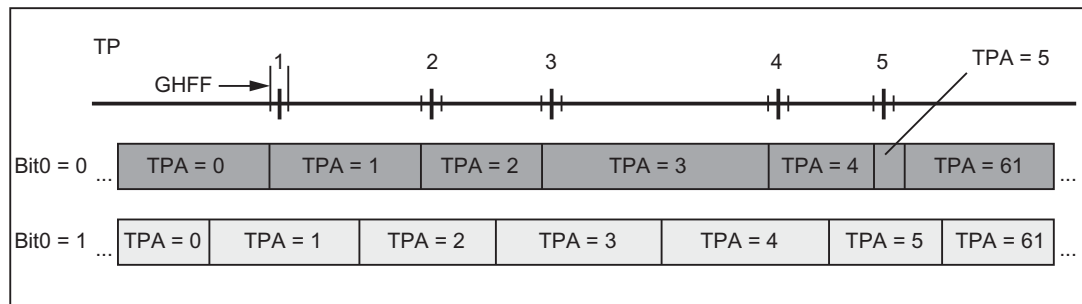 TP
1 2 3 4 5 TPA = 5
GHFF
Bit0 = 0 ... TPA = 0 TPA = 1 TPA = 2 TPA = 3 TPA = 4 TPA = 61 ...
Bit0 = 1 ... TPA = 0 TPA = 1 TPA = 2 TPA = 3 TPA = 4 TPA = 5 TPA = 61 ...